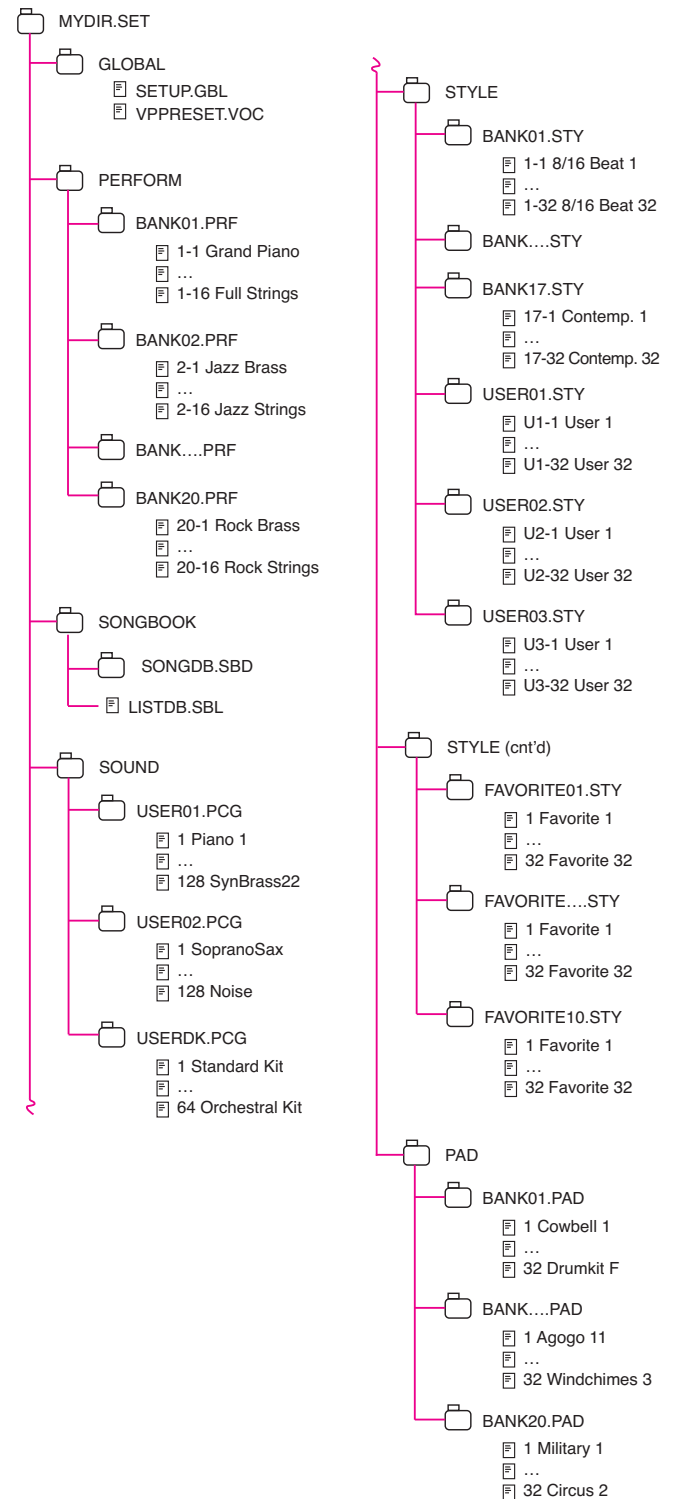 MYDIR.SET
GLOBAL
SETUP.GBL
VPPRESET.VOC
PERFORM
BANK01.PRF
1-1 Grand Piano
…
1-16 Full Strings
BANK02.PRF
2-1 Jazz Brass
…
2-16 Jazz Strings
BANK….PRF
BANK20.PRF
20-1 Rock Brass
…
20-16 Rock Strings
SONGBOOK
SONGDB.SBD
LISTDB.SBL
SOUND
USER01.PCG
1 Piano 1
…
128 SynBrass22
USER02.PCG
1 SopranoSax
…
128 Noise
USERDK.PCG
1 Standard Kit
…
64 Orchestral Kit
STYLE
BANK01.STY
1-1 8/16 Beat 1
…
1-32 8/16 Beat 32
BANK….STY
BANK17.STY
17-1 Contemp. 1
…
17-32 Contemp. 32
USER01.STY
U1-1 User 1
…
U1-32 User 32
USER02.STY
U2-1 User 1
…
U2-32 User 32
USER03.STY
U3-1 User 1
…
U3-32 User 32
STYLE (cnt’d)
FAVORITE01.STY
1 Favorite 1
…
32 Favorite 32
FAVORITE….STY
1 Favorite 1
…
32 Favorite 32
FAVORITE10.STY
1 Favorite 1
…
32 Favorite 32
PAD
BANK01.PAD
1 Cowbell 1
…
32 Drumkit F
BANK….PAD
1 Agogo 11
…
32 Windchimes 3
BANK20.PAD
1 Military 1
…
32 Circus 2